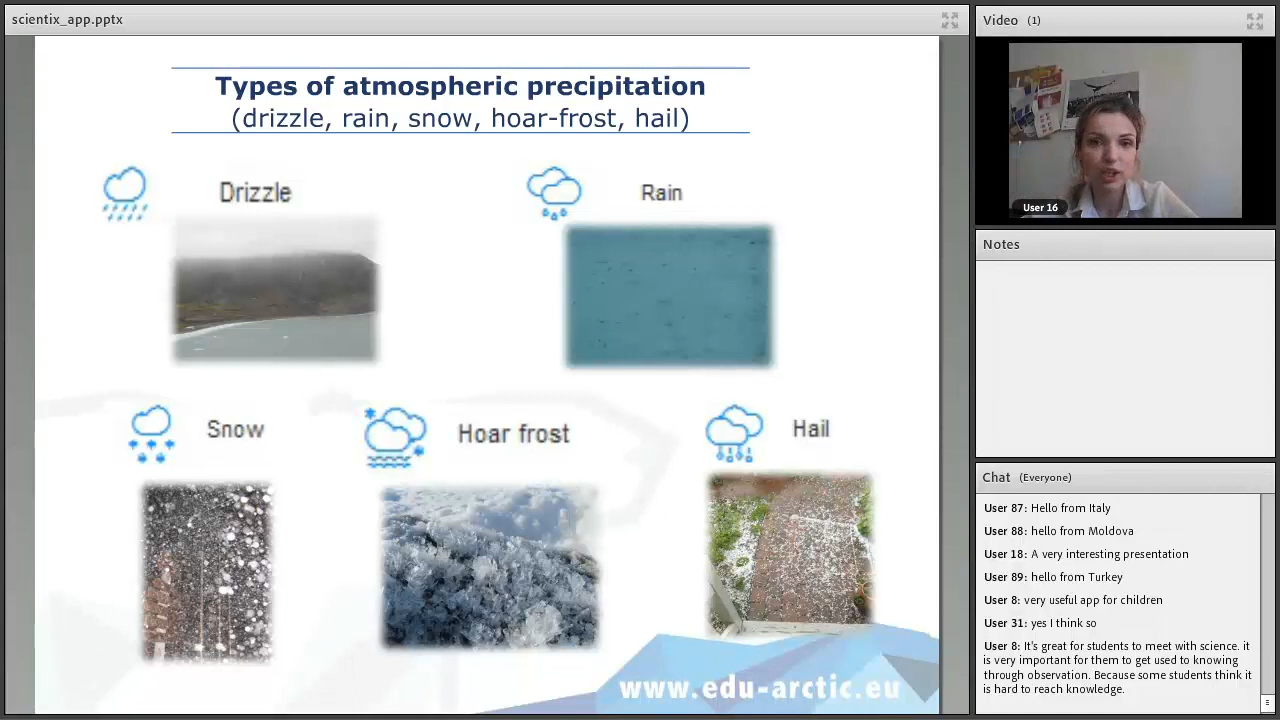 scientix_app.pptx
Types of atmospheric precipitation
(drizzle, rain, snow, hoar-frost, hail)
Drizzle
Rain
Snow
Hoar frost
Hail
www.edu-arctic.eu
Video (1)
User 16
Notes
Chat (Everyone)
User 87: Hello from Italy
User 88: hello from Moldova
User 18: A very interesting presentation
User 89: hello from Turkey
User 8: very useful app for children
User 31: yes I think so
User 8: It's great for students to meet with science. it
is very important for them to get used to knowing
through observation. Because some students think it
is hard to reach knowledge.